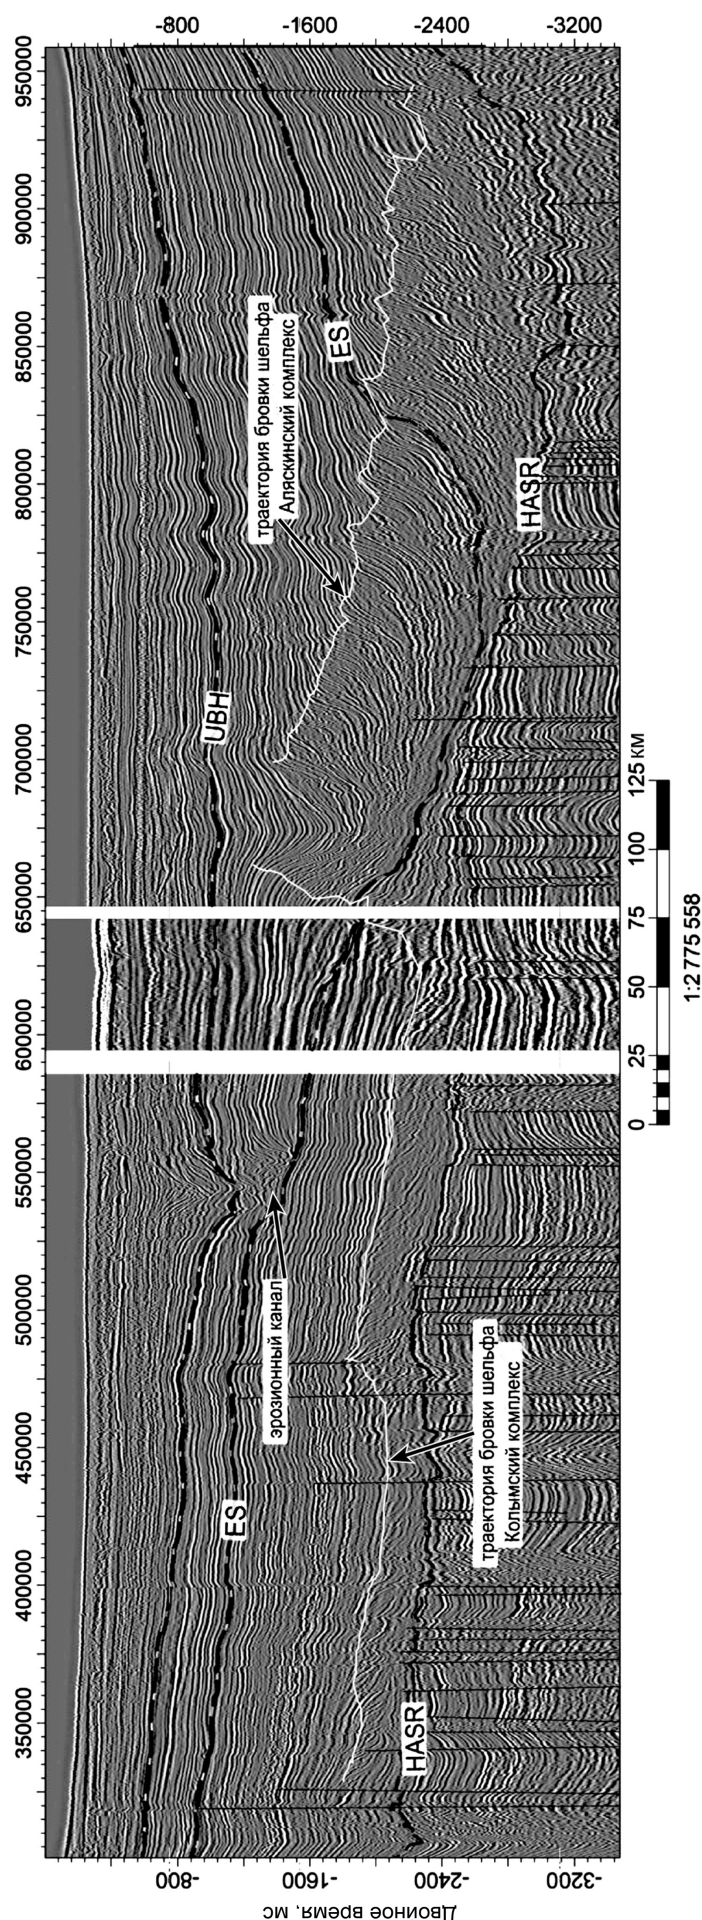 -800
-1600
-2400
-3200
950000
900000
850000
800000
750000
700000
650000
600000
550000
500000
450000
400000
350000
ES
траектория бровки шельфа
Аляскинский комплекс
HASR
UBH
125 км
100
75
50
25
0
1:2 775 558
эрозионный канал
траектория бровки шельфа
Колымский комплекс
ES
HASR
-800
-1600
-2400
-3200
Двойное время, мс